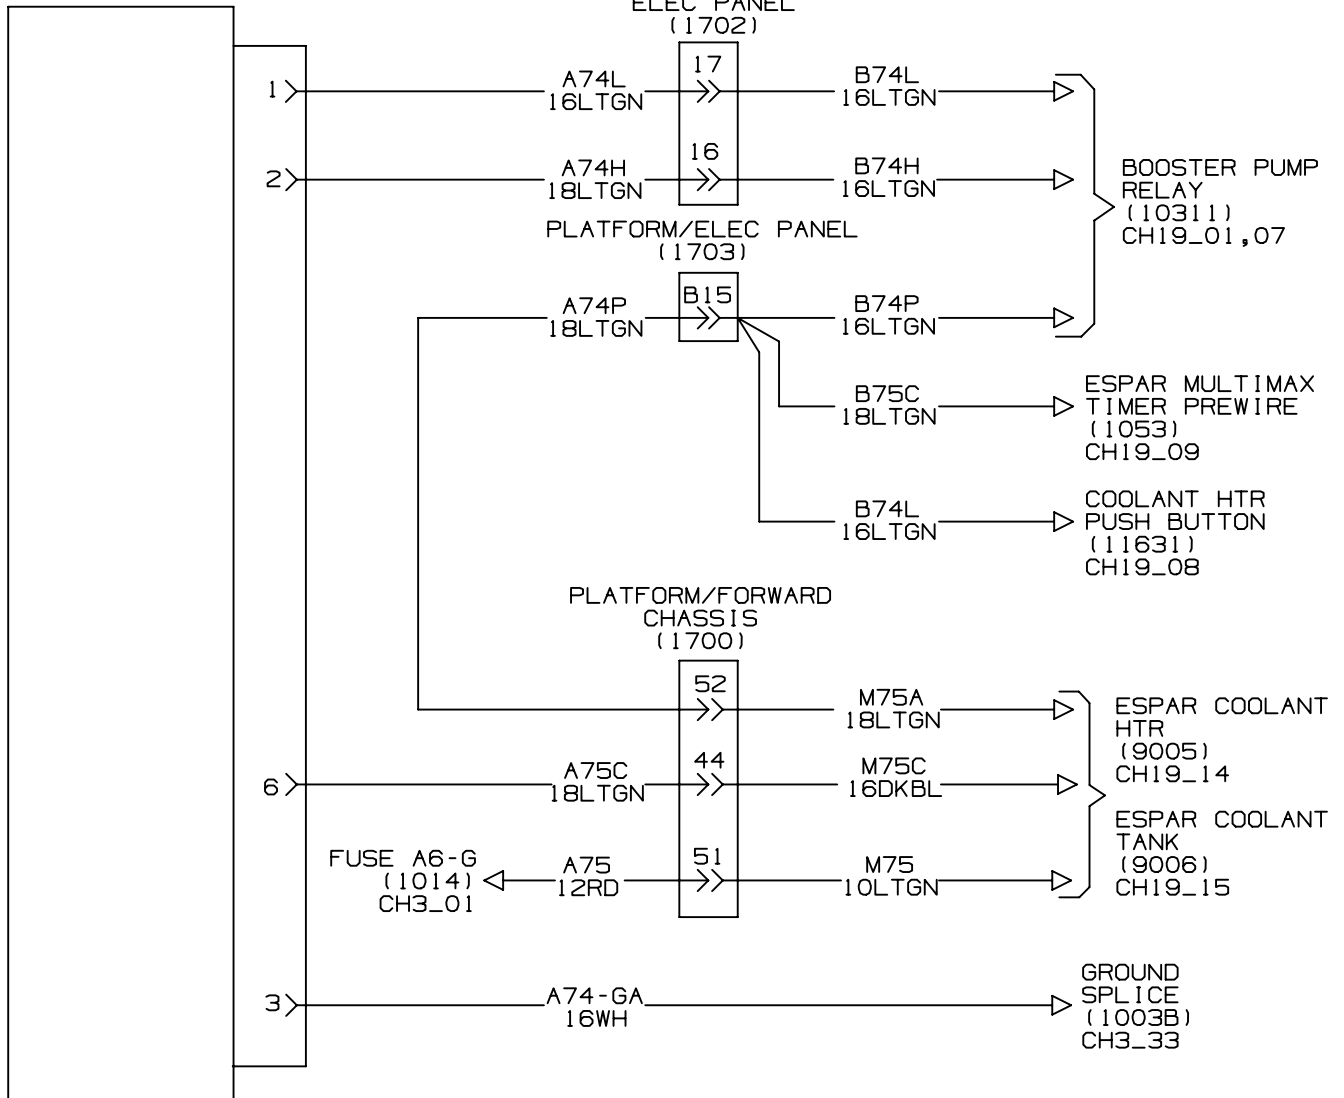 ELEC PANEL
(1702)
1
A74L
16LTGN
17
B74L
16LTGN
2
A74H
18LTGN
16
B74H
16LTGN
BOOSTER PUMP
RELAY
(10311)
CH19_01,07
PLATFORM/ELEC PANEL
(1703)
A74P
18LTGN
B15
B74P
16LTGN
B75C
18LTGN
ESPAR MULTIMAX
TIMER PREWIRE
(1053)
CH19_09
B74L
16LTGN
COOLANT HTR
PUSH BUTTON
(11631)
CH19_08
PLATFORM/FORWARD
CHASSIS
(1700)
52
M75A
18LTGN
ESPAR COOLANT
HTR
(9005)
CH19_14
6
A75C
18LTGN
44
M75C
16DKBL
ESPAR COOLANT
TANK
(9006)
CH19_15
FUSE A6-G
(1014)
CH3_01
A75
12RD
51
M75
10LTGN
3
A74-GA
16WH
GROUND
SPLICE
(1003B)
CH3_33